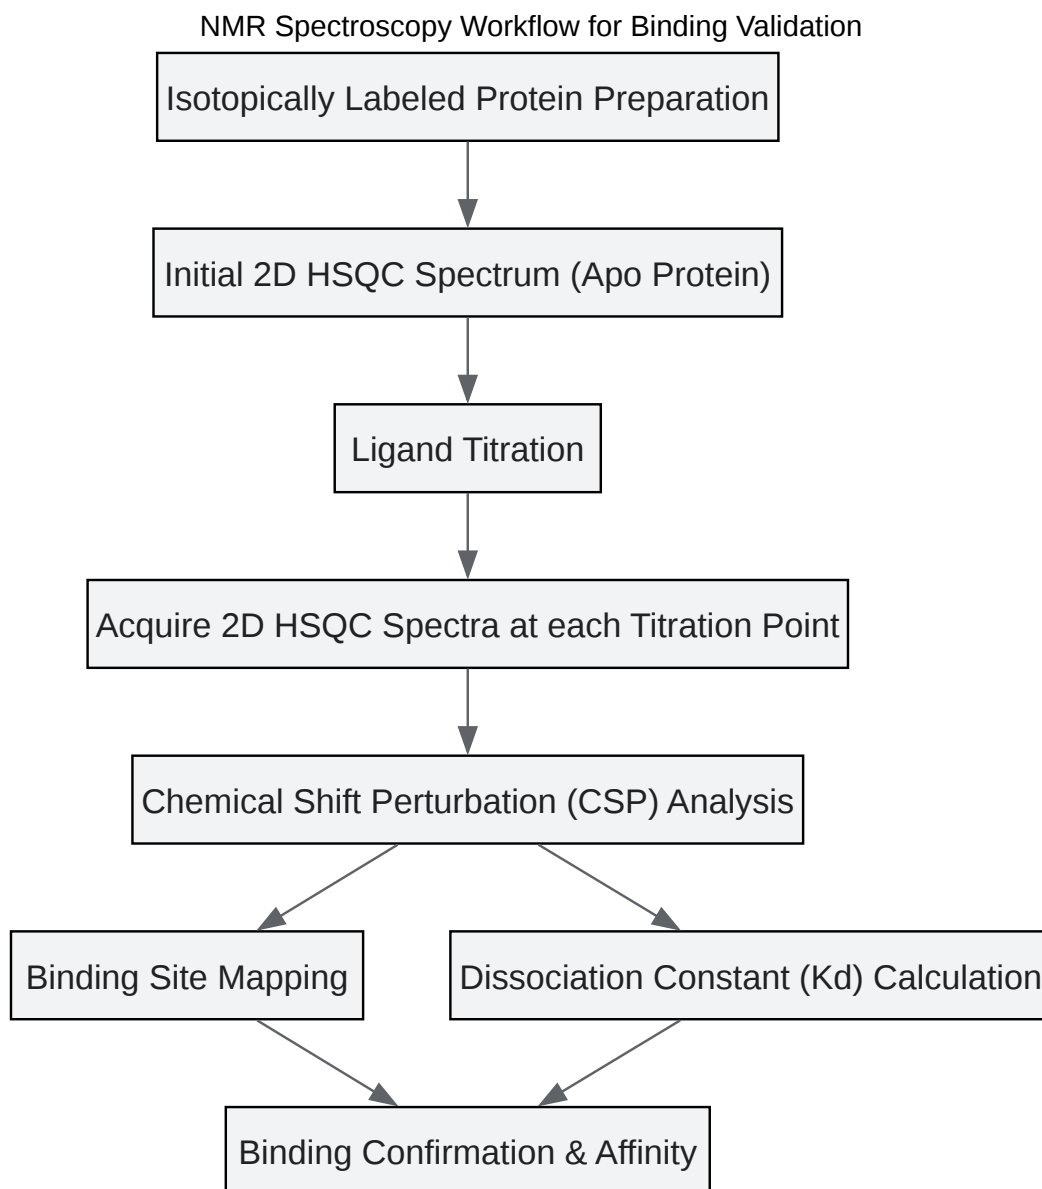 NMR Spectroscopy Workflow for Binding Validation
Isotopically Labeled Protein Preparation
Initial 2D HSQC Spectrum (Apo Protein)
Ligand Titration
Acquire 2D HSQC Spectra at each Titration Point
Chemical Shift Perturbation (CSP) Analysis
Binding Site Mapping
Dissociation Constant (Kd) Calculation
Binding Confirmation & Affinity